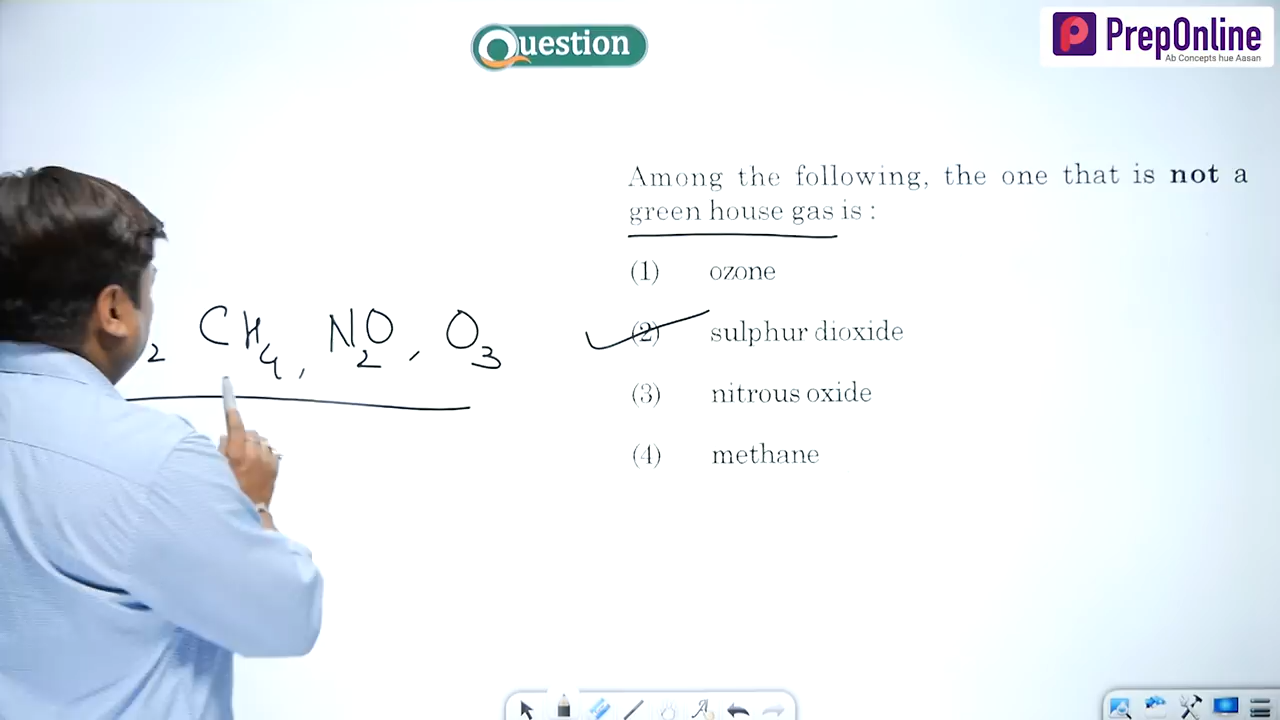 Question
PrepOnline
Ab Concepts hue Aasan
Among the following, the one that is not a
green house gas is :
(1) ozone
(2) sulphur dioxide
(3) nitrous oxide
(4) methane
2 CH4, N2O, O3